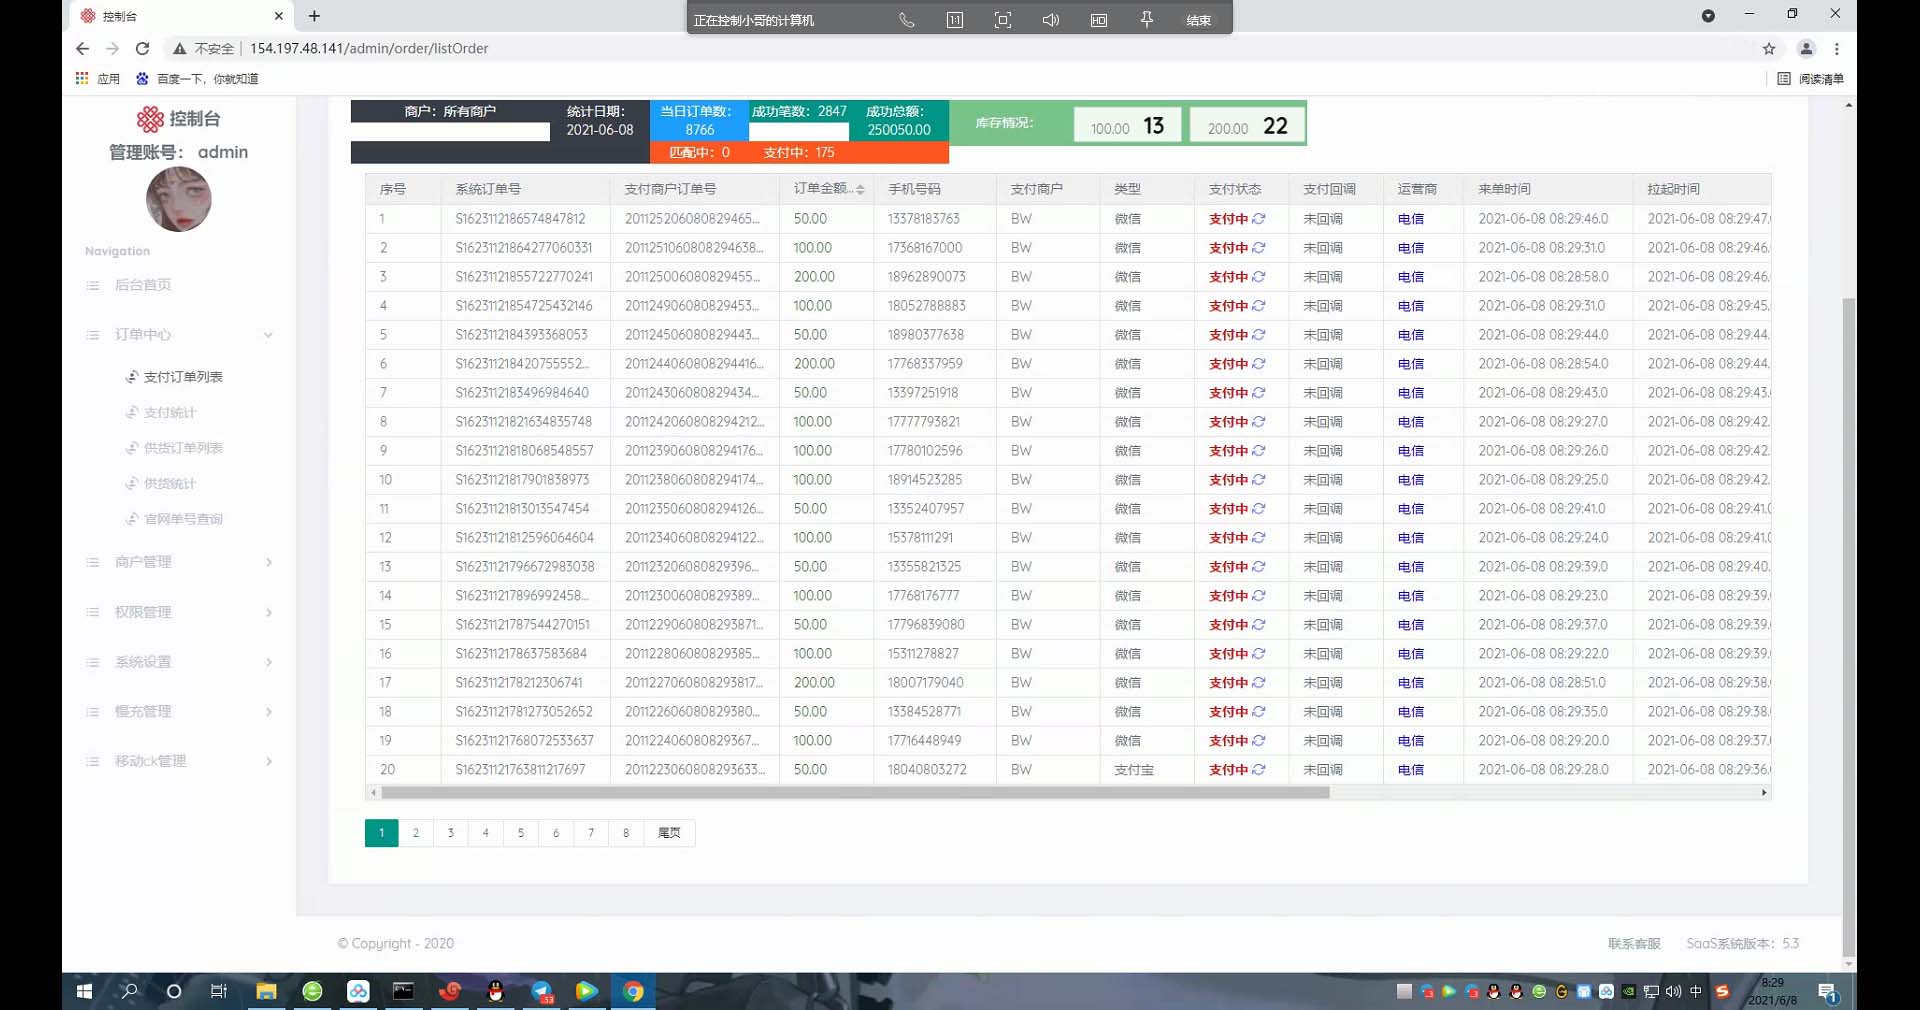 控制台
正在控制小哥的计算机
结束
不安全 154.197.48.141/admin/order/listOrder
应用 百度一下，你就知道 阅读清单
控制台
管理账号： admin
Navigation
后台首页
订单中心
支付订单列表
支付统计
供货订单列表
供货统计
官网单号查询
商户管理
权限管理
系统设置
慢充管理
移动ck管理
商户：所有商户 统计日期： 当日订单数： 成功笔数：2847 成功总额：
2021-06-08 8766 250050.00
匹配中：0 支付中：175
库存情况： 100.00 13 200.00 22
序号 系统订单号 支付商户订单号 订单金额... 手机号码 支付商户 类型 支付状态 支付回调 运营商 来单时间 拉起时间
1 S1623112186574847812 201125206080829465... 50.00 13378183763 BW 微信 支付中 未回调 电信 2021-06-08 08:29:46.0 2021-06-08 08:29:47.
2 S16231121864277060331 2011251060808294638... 100.00 17368167000 BW 微信 支付中 未回调 电信 2021-06-08 08:29:31.0 2021-06-08 08:29:46.
3 S16231121855722770241 201125006080829455... 200.00 18962890073 BW 微信 支付中 未回调 电信 2021-06-08 08:28:58.0 2021-06-08 08:29:46.
4 S16231121854725432146 201124906080829453... 100.00 18052788883 BW 微信 支付中 未回调 电信 2021-06-08 08:29:31.0 2021-06-08 08:29:45.
5 S1623112184393368053 201124506080829443... 50.00 18980377638 BW 微信 支付中 未回调 电信 2021-06-08 08:29:44.0 2021-06-08 08:29:44.
6 S162311218420755552... 2011244060808294416... 200.00 17768337959 BW 微信 支付中 未回调 电信 2021-06-08 08:28:54.0 2021-06-08 08:29:44.
7 S1623112183496984640 201124306080829434... 50.00 13397251918 BW 微信 支付中 未回调 电信 2021-06-08 08:29:43.0 2021-06-08 08:29:43.
8 S16231121821634835748 2011242060808294212... 100.00 17777793821 BW 微信 支付中 未回调 电信 2021-06-08 08:29:27.0 2021-06-08 08:29:42.
9 S16231121818068548557 2011239060808294176... 100.00 17780102596 BW 微信 支付中 未回调 电信 2021-06-08 08:29:26.0 2021-06-08 08:29:42.
10 S16231121817901838973 2011238060808294174... 100.00 18914523285 BW 微信 支付中 未回调 电信 2021-06-08 08:29:25.0 2021-06-08 08:29:42.
11 S16231121813013547454 2011235060808294126... 50.00 13352407957 BW 微信 支付中 未回调 电信 2021-06-08 08:29:41.0 2021-06-08 08:29:41.0
12 S16231121812596064604 2011234060808294122... 100.00 15378111291 BW 微信 支付中 未回调 电信 2021-06-08 08:29:24.0 2021-06-08 08:29:41.0
13 S16231121796672983038 201123206080829396... 50.00 13355821325 BW 微信 支付中 未回调 电信 2021-06-08 08:29:39.0 2021-06-08 08:29:40.
14 S162311217896992458... 201123006080829389... 100.00 17768176777 BW 微信 支付中 未回调 电信 2021-06-08 08:29:23.0 2021-06-08 08:29:39.
15 S1623112178754​4270151 2011229060808293871... 50.00 17796839080 BW 微信 支付中 未回调 电信 2021-06-08 08:29:37.0 2021-06-08 08:29:39.
16 S1623112178637583684 201122806080829385... 100.00 15311278827 BW 微信 支付中 未回调 电信 2021-06-08 08:29:22.0 2021-06-08 08:29:39.
17 S1623112178212306741 2011227060808293817... 200.00 18007179040 BW 微信 支付中 未回调 电信 2021-06-08 08:28:51.0 2021-06-08 08:29:38.
18 S16231121781273052652 201122606080829380... 50.00 13384528771 BW 微信 支付中 未回调 电信 2021-06-08 08:29:35.0 2021-06-08 08:29:38.
19 S16231121768072533637 201122406080829367... 100.00 17716448949 BW 微信 支付中 未回调 电信 2021-06-08 08:29:20.0 2021-06-08 08:29:37.
20 S16231121763811217697 2011223060808293633... 50.00 18040803272 BW 支付宝 支付中 未回调 电信 2021-06-08 08:29:28.0 2021-06-08 08:29:36.
1 2 3 4 5 6 7 8 尾页
© Copyright - 2020 联系客服 SaaS系统版本：5.3
中
8:29
2021/6/8